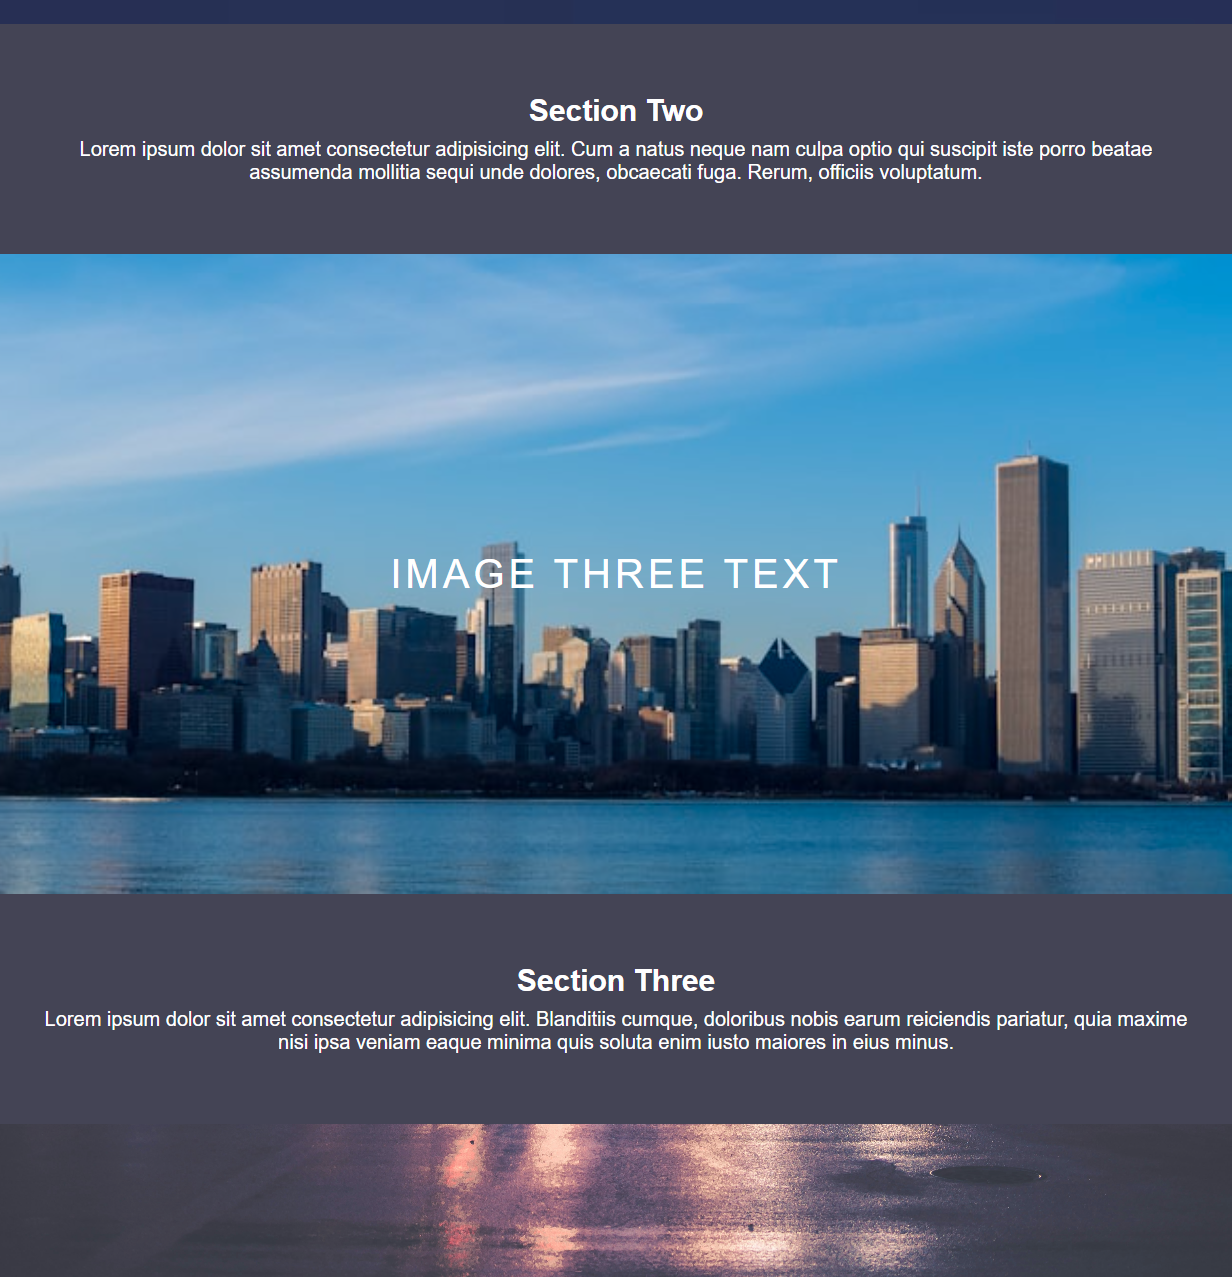 Section Two
Lorem ipsum dolor sit amet consectetur adipisicing elit. Cum a natus neque nam culpa optio qui suscipit iste porro beatae
assumenda mollitia sequi unde dolores, obcaecati fuga. Rerum, officiis voluptatum.
IMAGE THREE TEXT
Section Three
Lorem ipsum dolor sit amet consectetur adipisicing elit. Blanditiis cumque, doloribus nobis earum reiciendis pariatur, quia maxime
nisi ipsa veniam eaque minima quis soluta enim iusto maiores in eius minus.